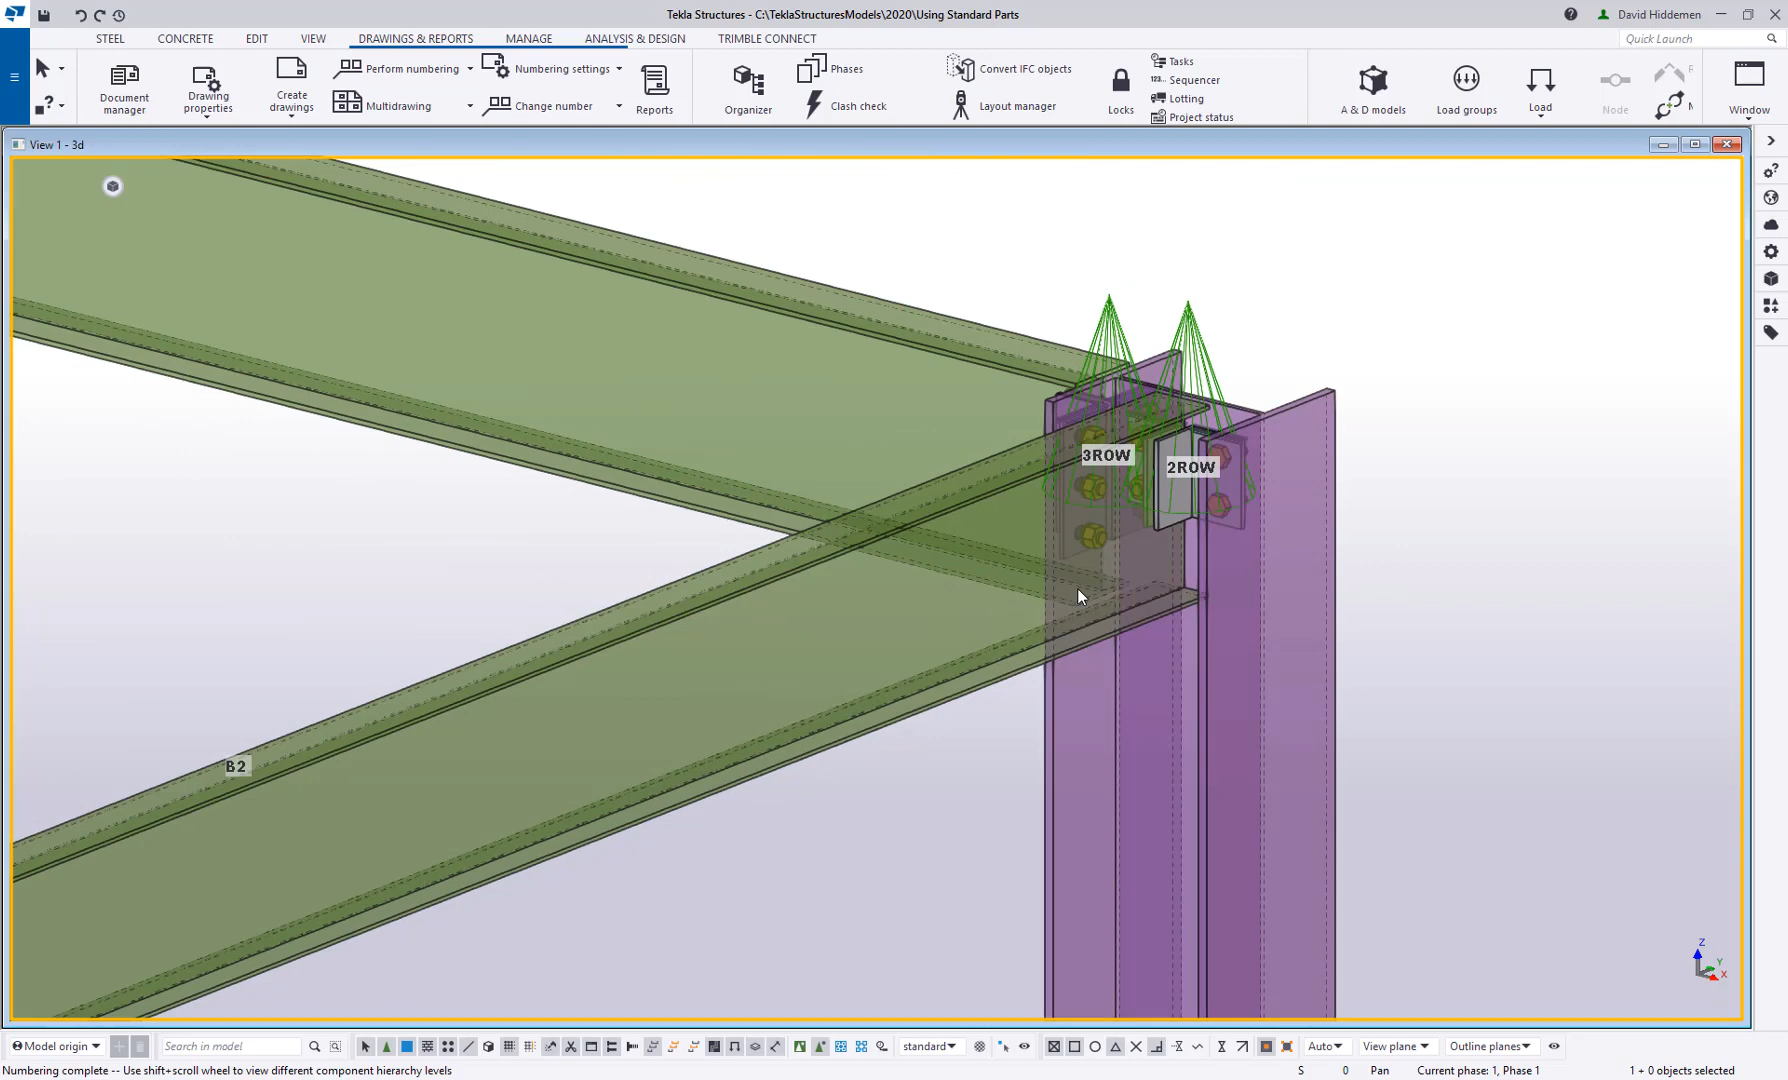 Tekla Structures - C:\TeklaStructuresModels\2020\Using Standard Parts
David Hiddemen
STEEL
CONCRETE
EDIT
VIEW
DRAWINGS & REPORTS
MANAGE
ANALYSIS & DESIGN
TRIMBLE CONNECT
Quick Launch
Document manager
Drawing properties
Create drawings
Perform numbering
Multidrawing
Numbering settings
Change number
Reports
Organizer
Phases
Clash check
Convert IFC objects
Layout manager
Locks
Tasks
Sequencer
Lotting
Project status
A & D models
Load groups
Load
Node
Window
View 1 - 3d
3ROW
2ROW
B2
Z
Y
X
Model origin
Search in model
standard
Auto
View plane
Outline planes
Numbering complete -- Use shift+scroll wheel to view different component hierarchy levels
S
0
Pan
Current phase: 1, Phase 1
1 + 0 objects selected